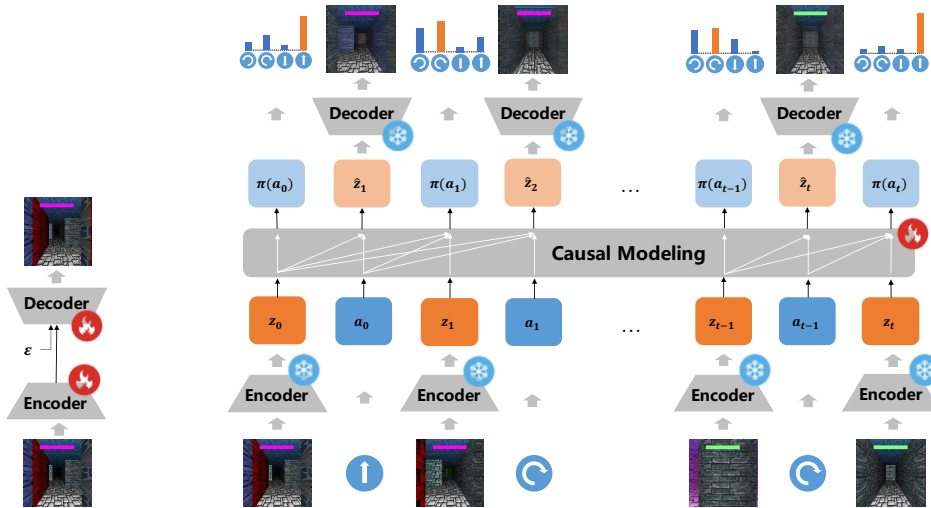 Decoder
Decoder
Decoder
π(a₀)
ẑ₁
π(a₁)
ẑ₂
...
π(aₜ₋₁)
ẑₜ
π(aₜ)
Causal Modeling
Decoder
ε
z₀
a₀
z₁
a₁
...
zₜ₋₁
aₜ₋₁
zₜ
Encoder
Encoder
Encoder
Encoder
Encoder